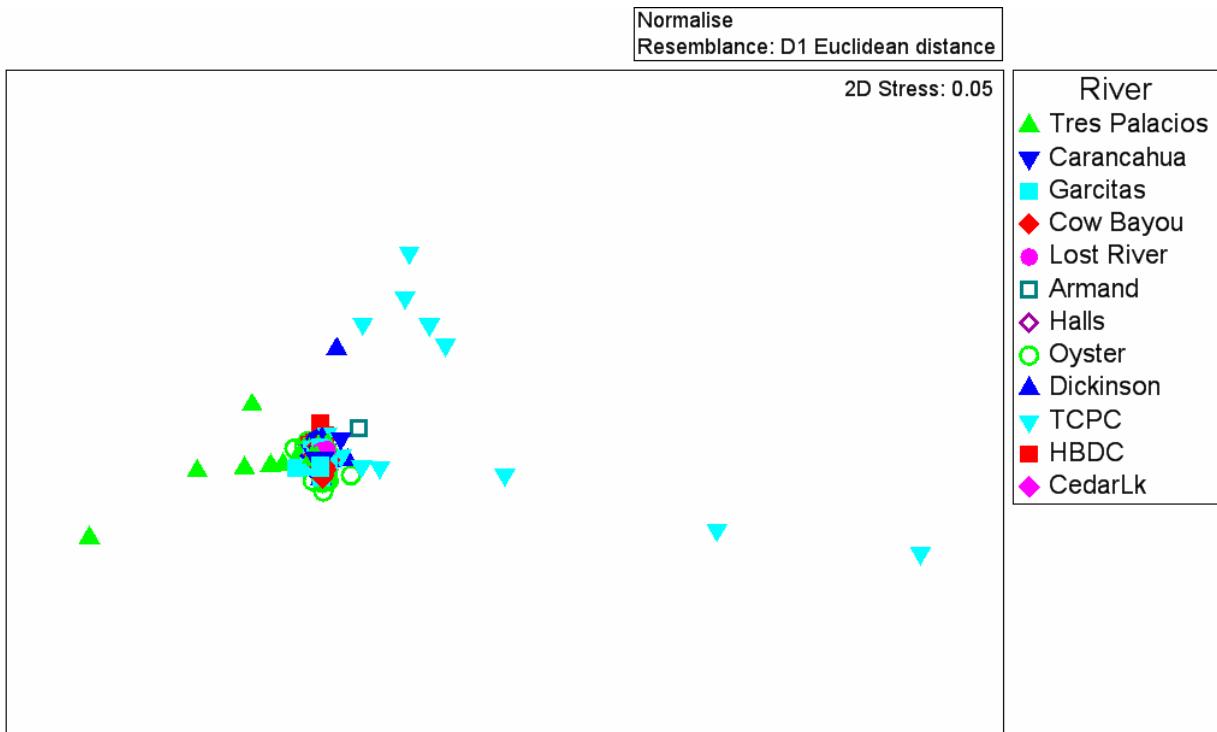 Normalise
Resemblance: D1 Euclidean distance
2D Stress: 0.05
River
Tres Palacios
Carancahua
Garcitas
Cow Bayou
Lost River
Armand
Halls
Oyster
Dickinson
TCPC
HBDC
CedarLk